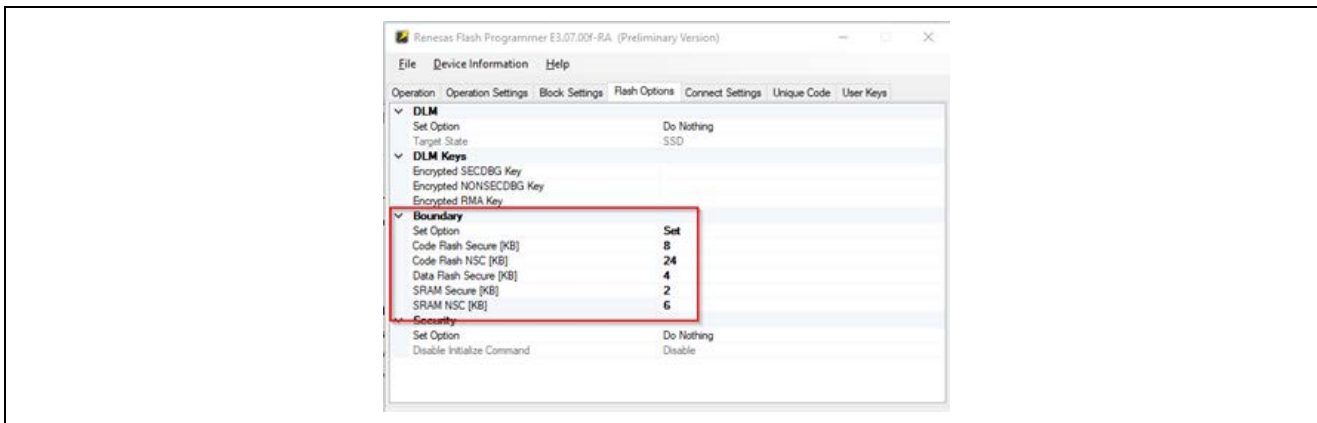 Renesas Flash Programmer E3.07.00f-RA (Preliminary Version)
File Device Information Help
Operation Operation Settings Block Settings Flash Options Connect Settings Unique Code User Keys
DLM
Set Option Do Nothing
Target State SSD
DLM Keys
Encrypted SECDBG Key
Encrypted NONSECDBG Key
Encrypted RMA Key
Boundary
Set Option Set
Code Flash Secure [KB] 8
Code Flash NSC [KB] 24
Data Flash Secure [KB] 4
SRAM Secure [KB] 2
SRAM NSC [KB] 6
Security
Set Option Do Nothing
Disable Initialize Command Disable